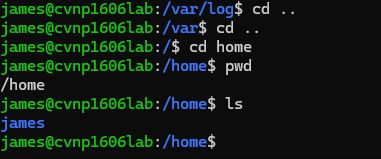 james@cvnp1606lab:/var/log$ cd ..
james@cvnp1606lab:/var$ cd ..
james@cvnp1606lab:/$ cd home
james@cvnp1606lab:/home$ pwd
/home
james@cvnp1606lab:/home$ ls
james
james@cvnp1606lab:/home$